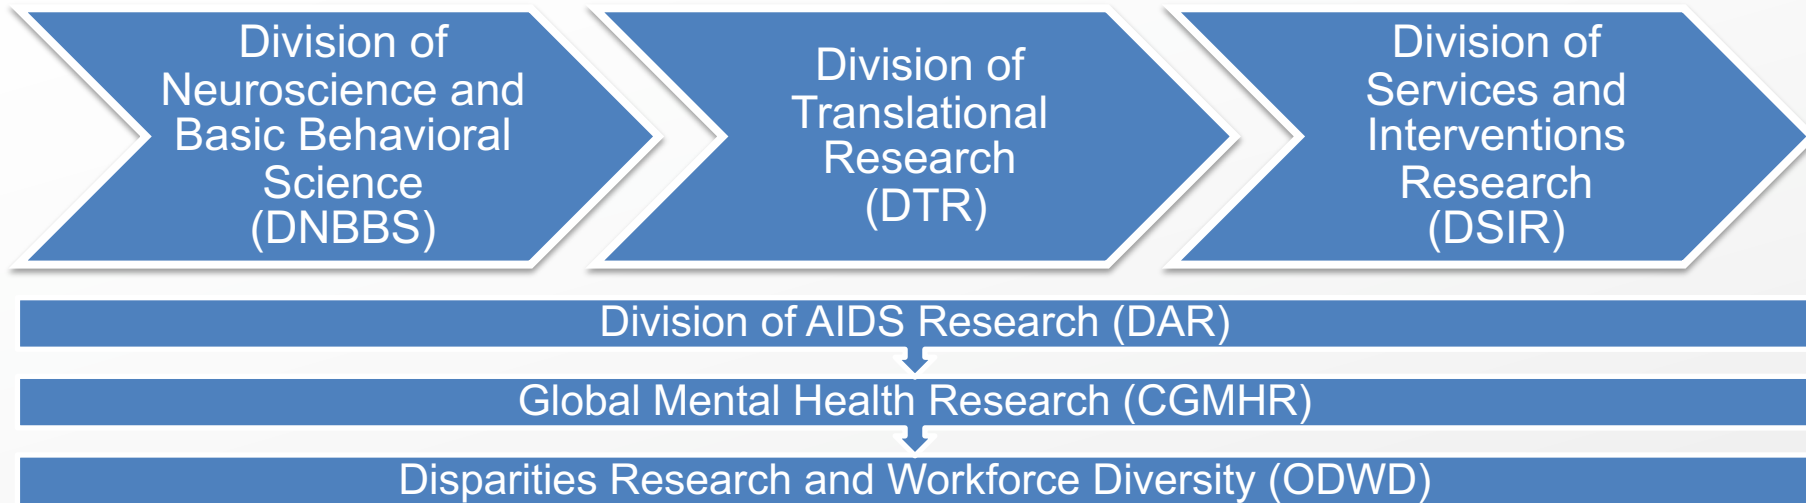 Division of
Neuroscience and
Basic Behavioral
Science
(DNBBS)
Division of
Translational
Research
(DTR)
Division of
Services and
Interventions
Research
(DSIR)
Division of AIDS Research (DAR)
Global Mental Health Research (CGMHR)
Disparities Research and Workforce Diversity (ODWD)